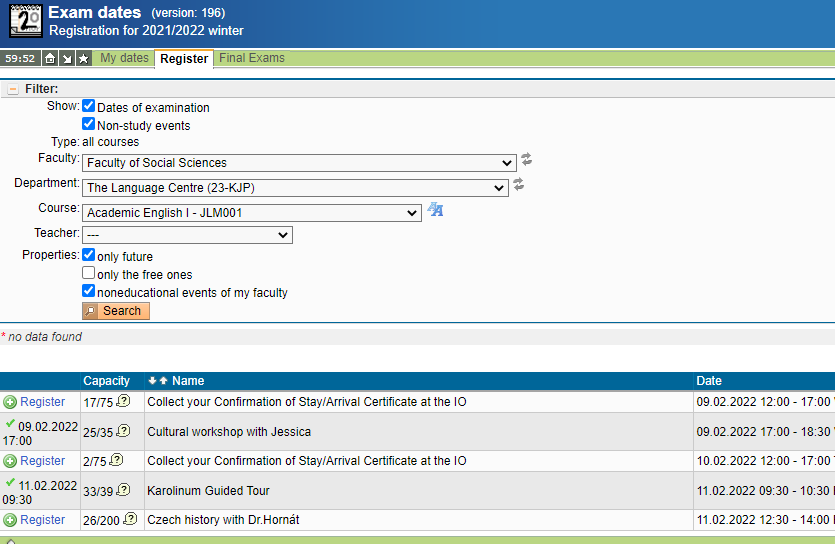 Exam dates (version: 196)
Registration for 2021/2022 winter
59:52 My dates Register Final Exams
Filter:
Show: Dates of examination
Non-study events
Type: all courses
Faculty: Faculty of Social Sciences
Department: The Language Centre (23-KJP)
Course: Academic English I - JLM001
Teacher: ---
Properties: only future
only the free ones
noneducational events of my faculty
Search
* no data found
Capacity Name Date
Register 17/75 Collect your Confirmation of Stay/Arrival Certificate at the IO 09.02.2022 12:00 - 17:00
09.02.2022 17:00 25/35 Cultural workshop with Jessica 09.02.2022 17:00 - 18:30
Register 2/75 Collect your Confirmation of Stay/Arrival Certificate at the IO 10.02.2022 12:00 - 17:00
11.02.2022 09:30 33/39 Karolinum Guided Tour 11.02.2022 09:30 - 10:30
Register 26/200 Czech history with Dr.Hornát 11.02.2022 12:30 - 14:00